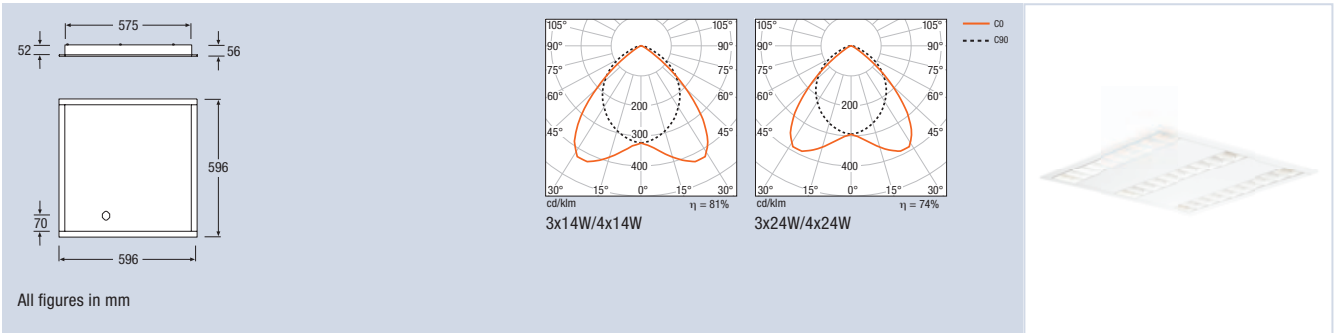 575
52
56
596
70
596
All figures in mm
105° 105°
90° 90°
75° 75°
60° 60°
45° 45°
200
300
400
30° 15° 0° 15° 30°
cd/klm η = 81%
3x14W/4x14W
105° 105°
90° 90°
75° 75°
60° 60°
45° 45°
200
400
30° 15° 0° 15° 30°
cd/klm η = 74%
3x24W/4x24W
C0
C90